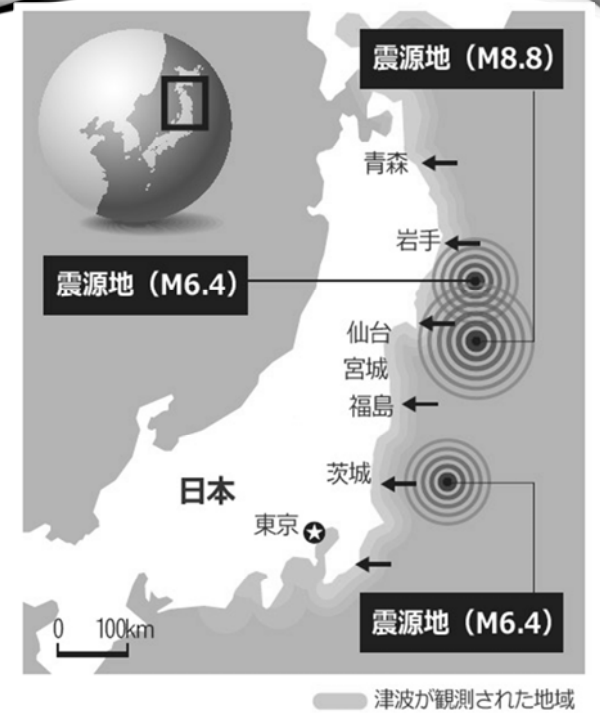 震源地（M8.8）
青森
岩手
震源地（M6.4）
仙台
宮城
福島
茨城
日本
東京
0 100km
震源地（M6.4）
津波が観測された地域